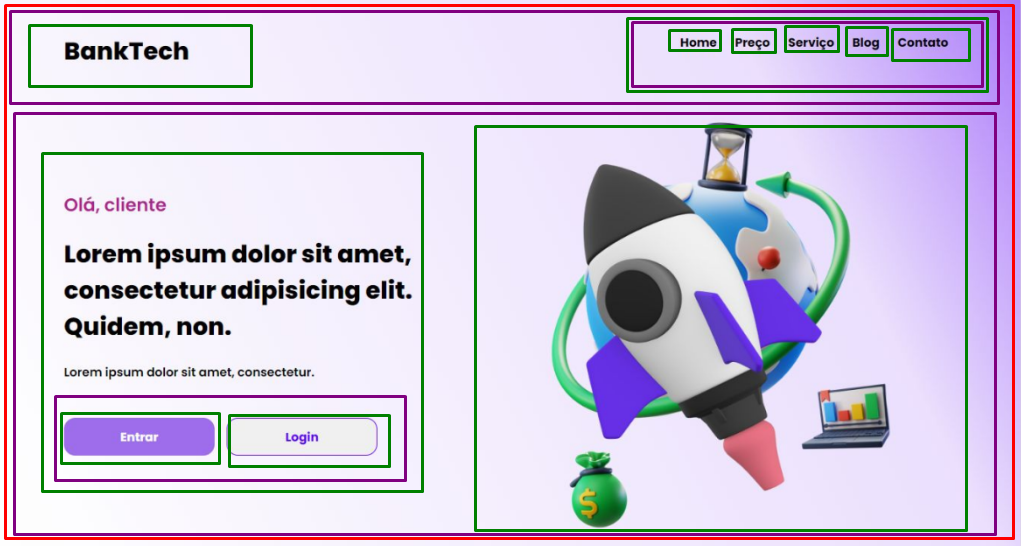 BankTech
Home Preço Serviço Blog Contato
Olá, cliente
Lorem ipsum dolor sit amet,
consectetur adipisicing elit.
Quidem, non.
Lorem ipsum dolor sit amet, consectetur.
Entrar Login
$